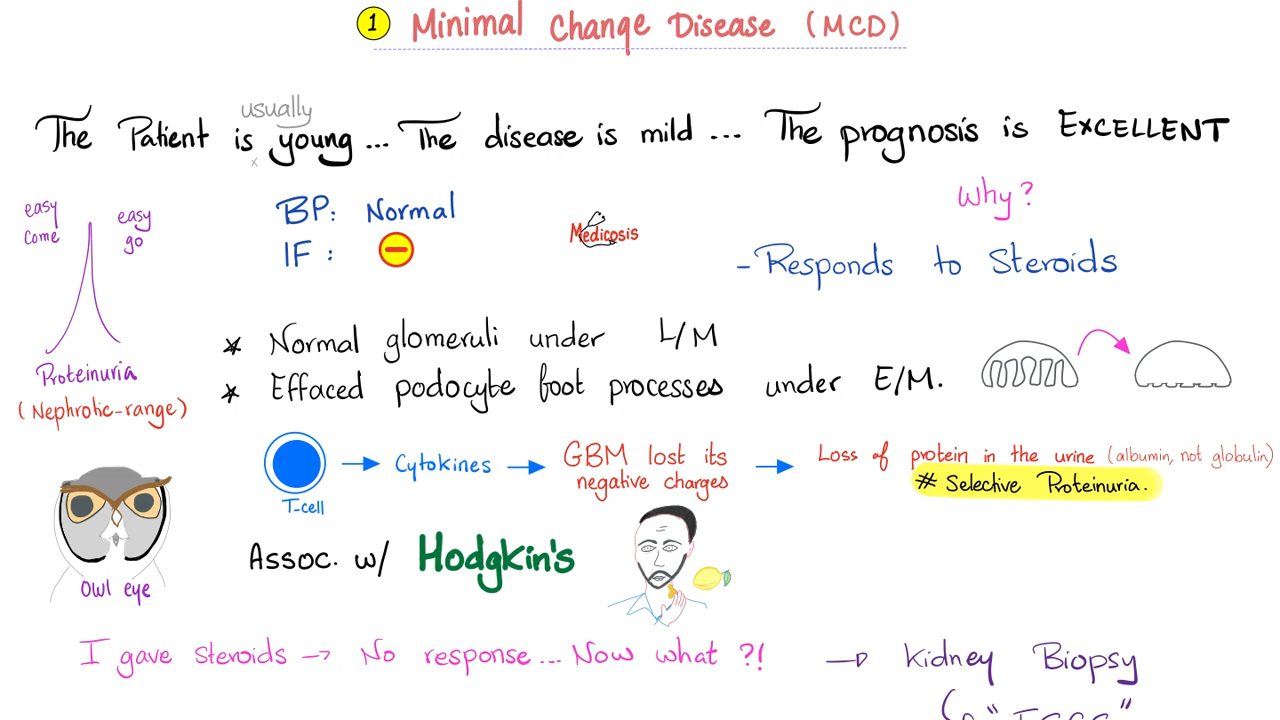 1 Minimal Change Disease (MCD)
usually
The Patient is young... The disease is mild ... The prognosis is EXCELLENT
x
easy come
easy go
BP: Normal
IF : −
Medicosis
Why?
- Responds to Steroids
Proteinuria
(Nephrotic-range)
* Normal glomeruli under L/M
* Effaced podocyte foot processes under E/M.
T-cell
Cytokines
GBM lost its
negative charges
Loss of protein in the urine (albumin, not globulin)
# Selective Proteinuria.
Owl eye
Assoc. w/ Hodgkin's
I gave steroids → No response... Now what ?! → Kidney Biopsy